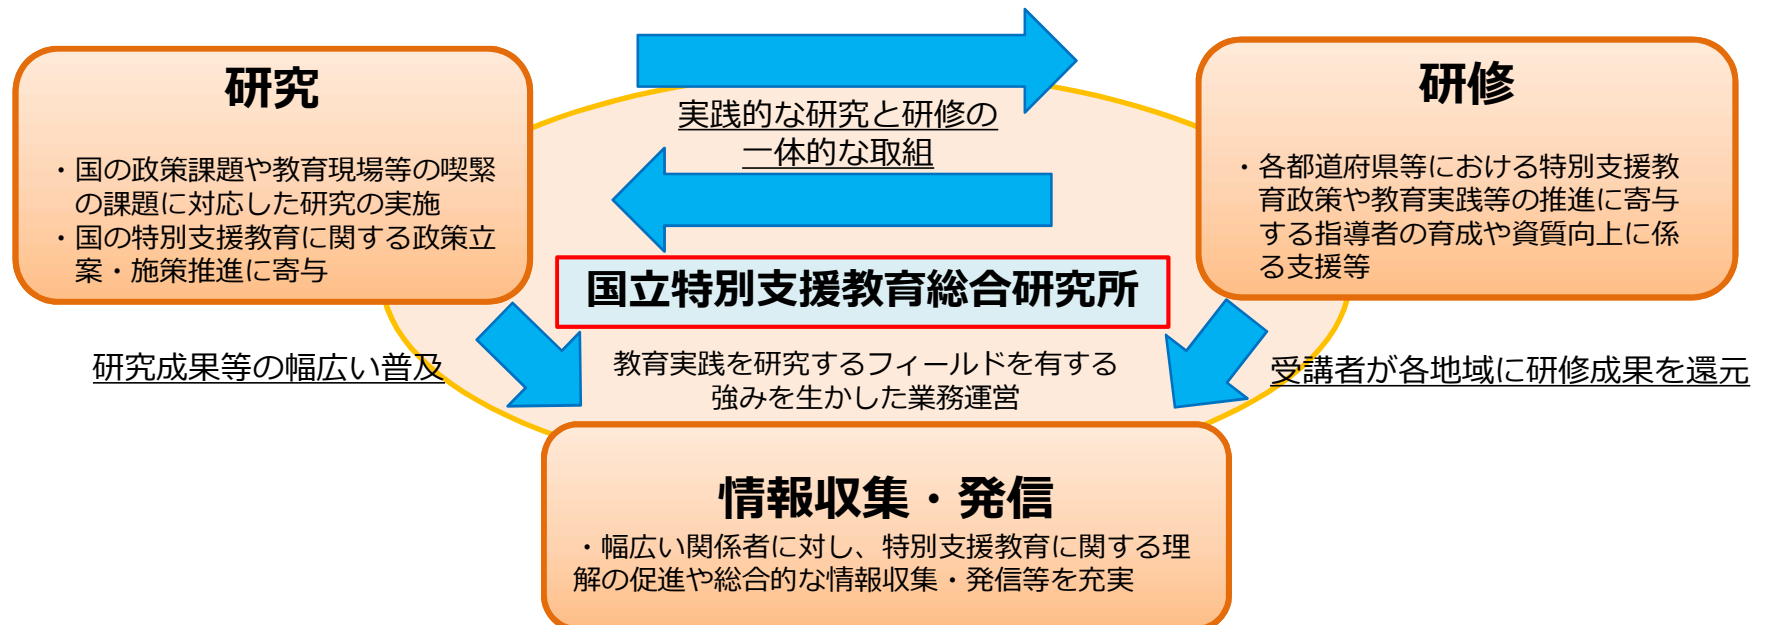 研究
・国の政策課題や教育現場等の喫緊
の課題に対応した研究の実施
・国の特別支援教育に関する政策立
案・施策推進に寄与
実践的な研究と研修の
一体的な取組
研修
・各都道府県等における特別支援教
育政策や教育実践等の推進に寄与
する指導者の育成や資質向上に係
る支援等
国立特別支援教育総合研究所
教育実践を研究するフィールドを有する
強みを生かした業務運営
研究成果等の幅広い普及
受講者が各地域に研修成果を還元
情報収集・発信
・幅広い関係者に対し、特別支援教育に関する理
解の促進や総合的な情報収集・発信等を充実